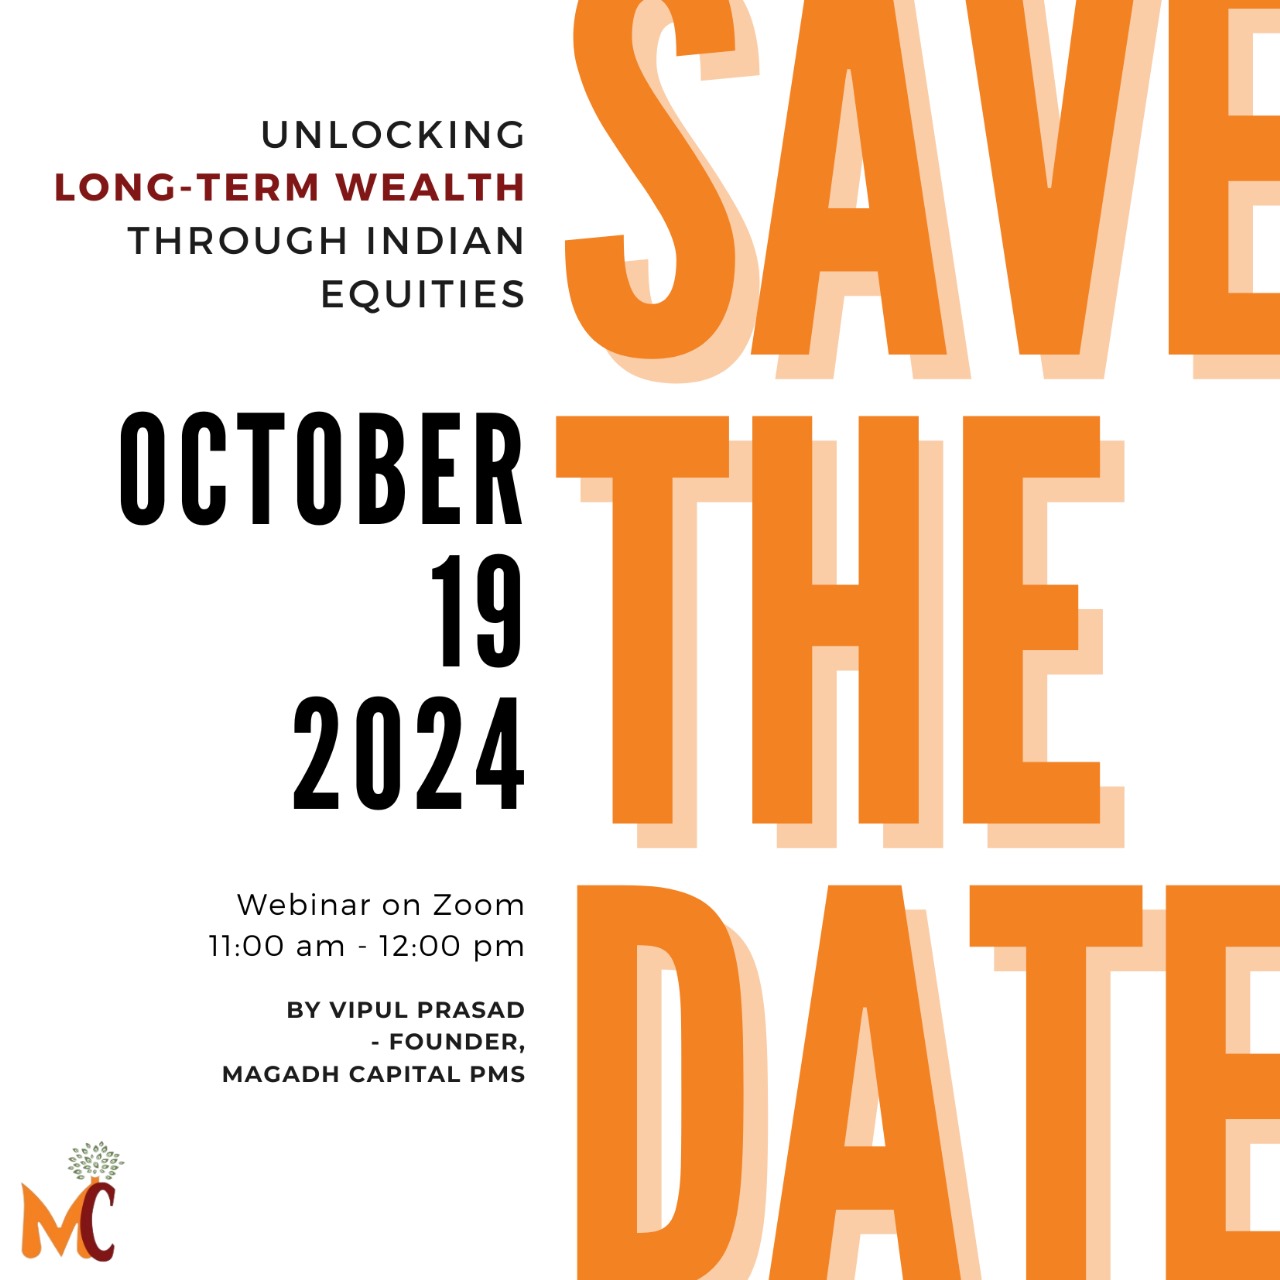 UNLOCKING
LONG-TERM WEALTH
THROUGH INDIAN
EQUITIES
OCTOBER
19
2024
Webinar on Zoom
11:00 am - 12:00 pm
BY VIPUL PRASAD
- FOUNDER,
MAGADH CAPITAL PMS
MC
SAVE
THE
DATE